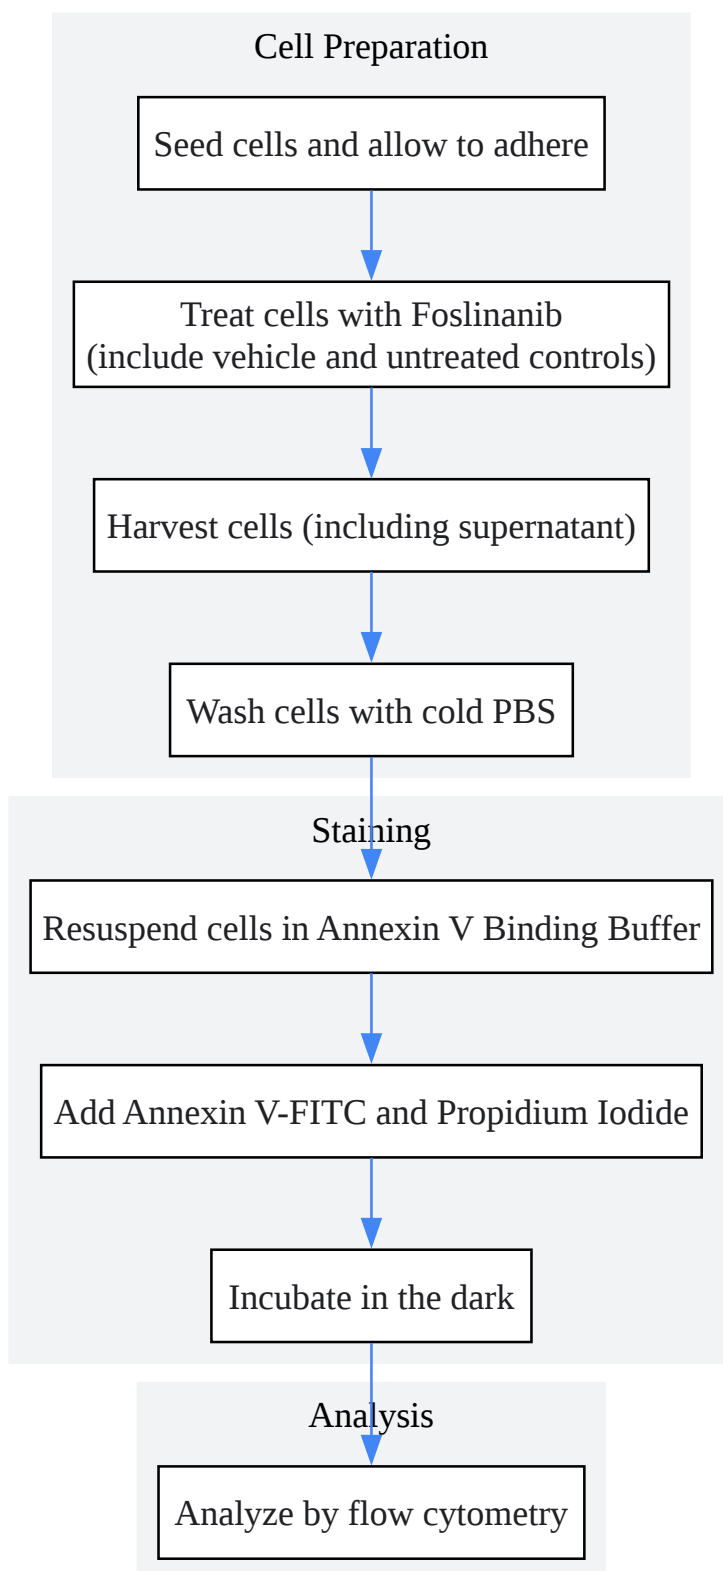 Cell Preparation
Seed cells and allow to adhere
Treat cells with Foslinanib
(include vehicle and untreated controls)
Harvest cells (including supernatant)
Wash cells with cold PBS
Staining
Resuspend cells in Annexin V Binding Buffer
Add Annexin V-FITC and Propidium Iodide
Incubate in the dark
Analysis
Analyze by flow cytometry